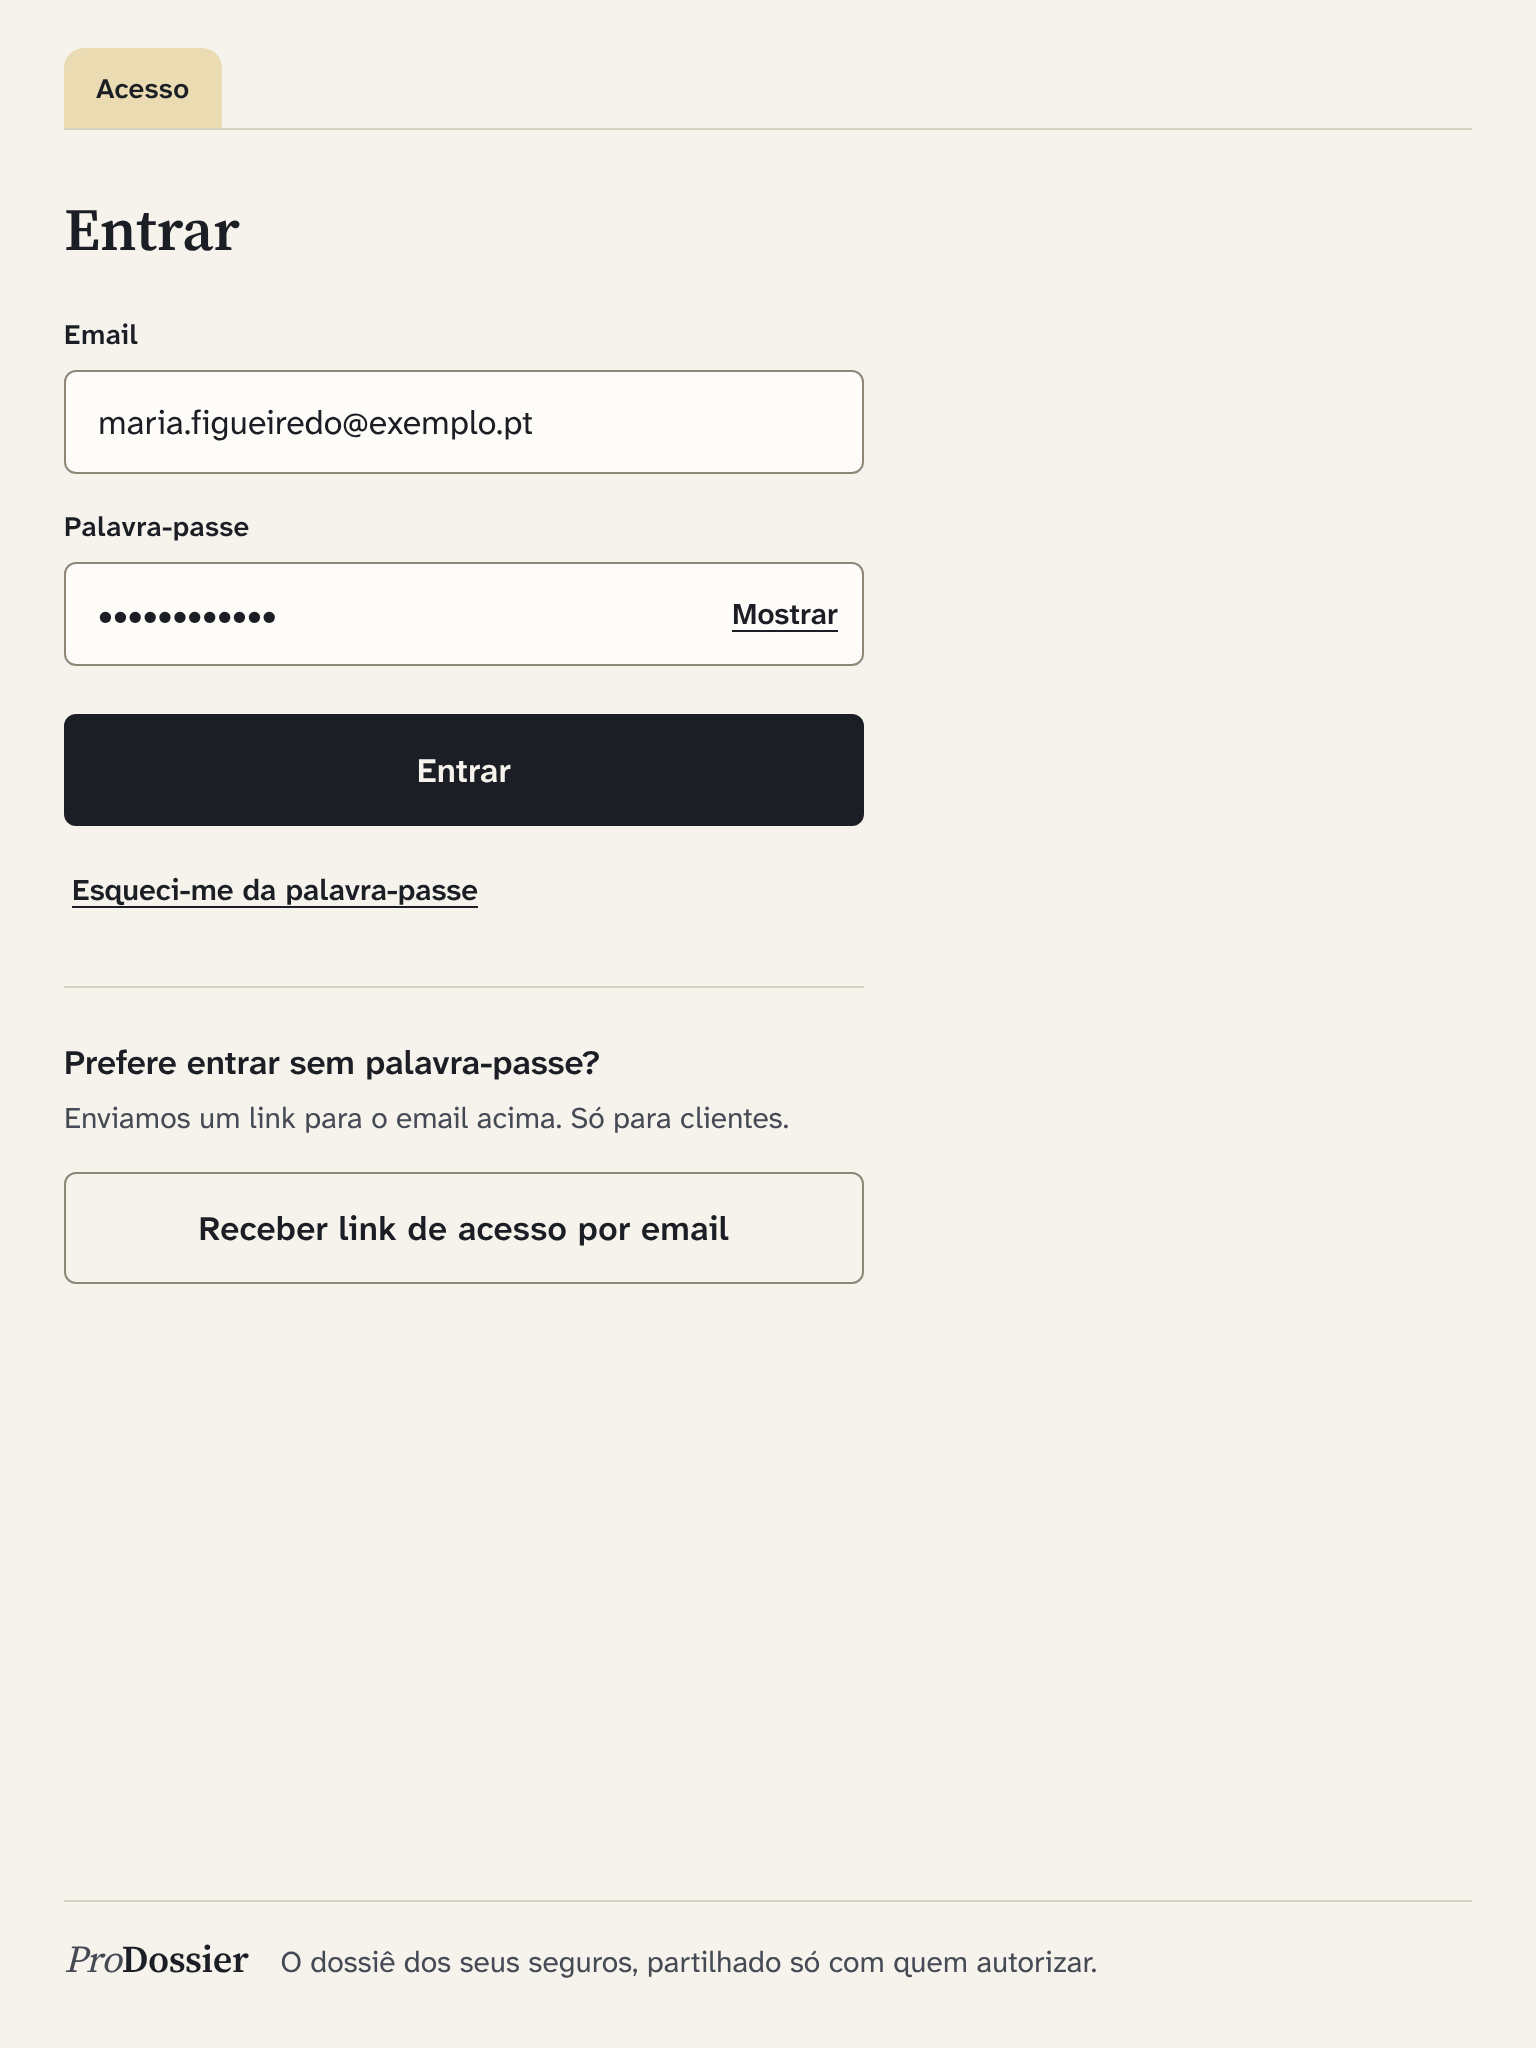 Acesso
Entrar
Email
maria.figueiredo@exemplo.pt
Palavra-passe
••••••••••••
Mostrar
Entrar
Esqueci-me da palavra-passe
Prefere entrar sem palavra-passe?
Enviamos um link para o email acima. Só para clientes.
Receber link de acesso por email
ProDossier O dossiê dos seus seguros, partilhado só com quem autorizar.